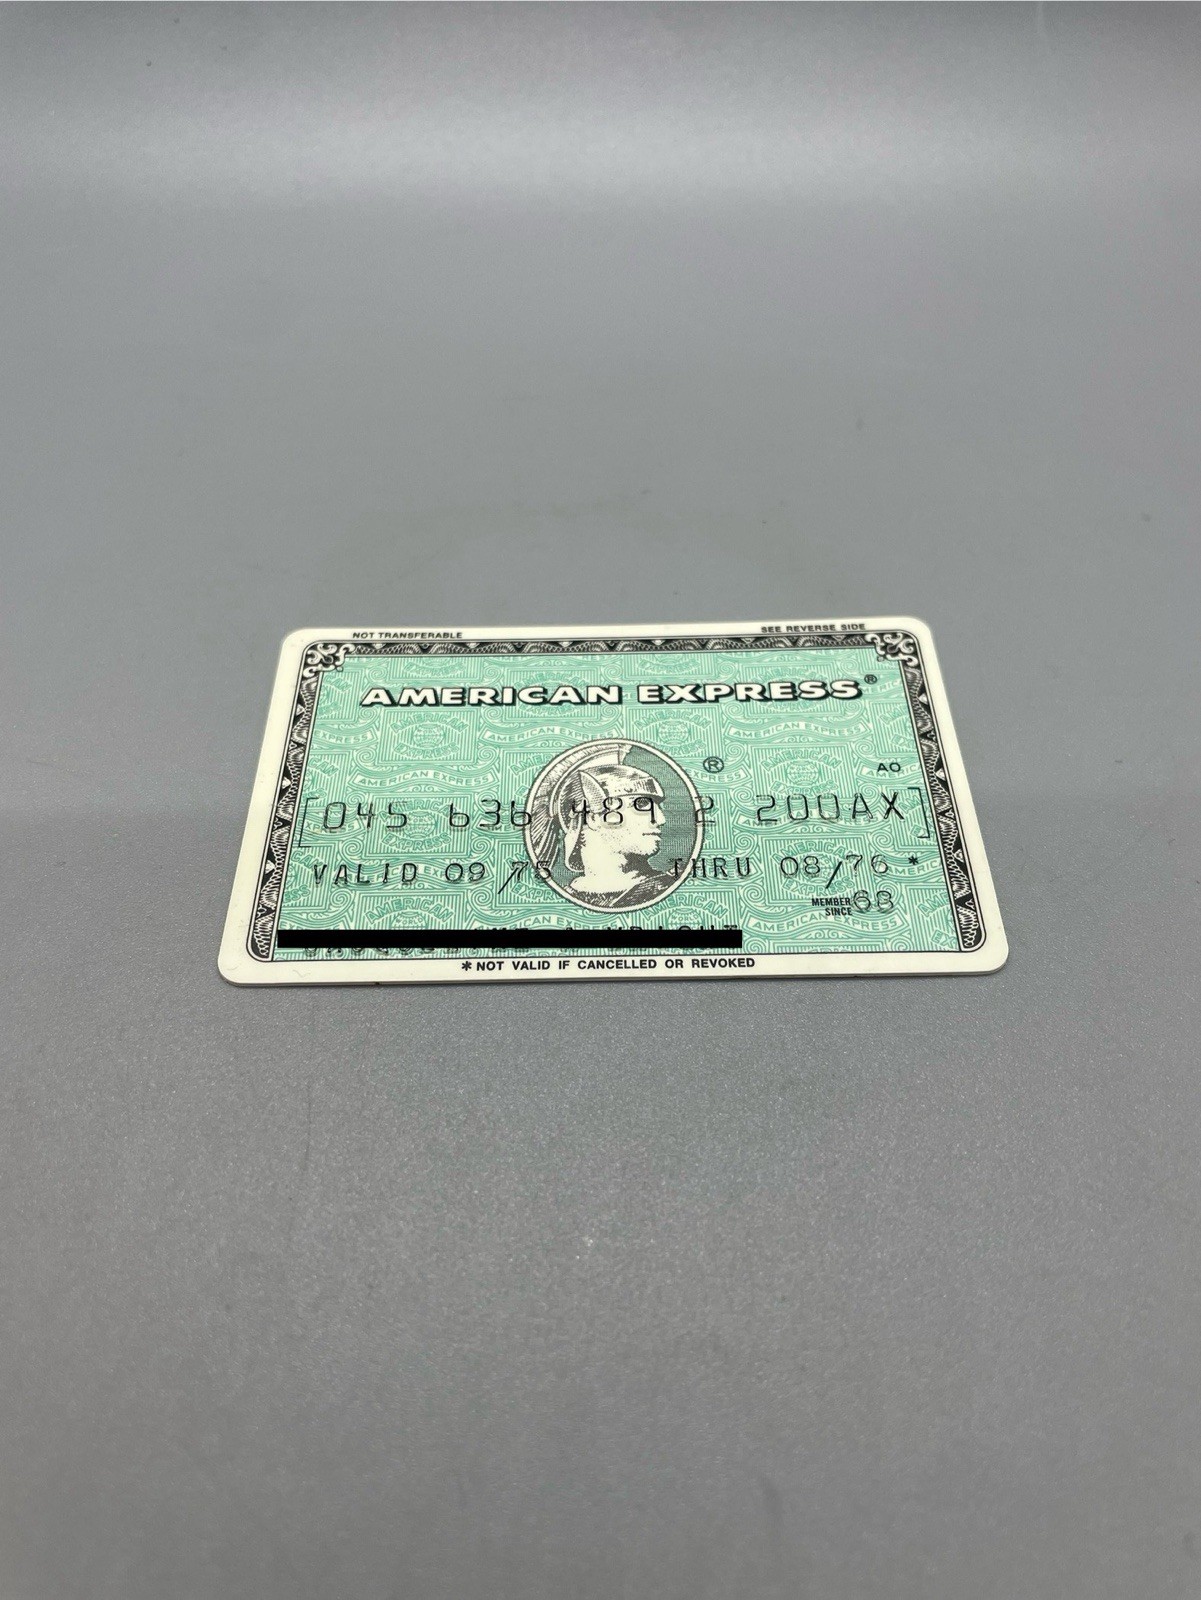 NOT TRANSFERABLE SEE REVERSE SIDE
AMERICAN EXPRESS®
®
AO
045 636 489 2 200AX
VALID 09/75 THRU 08/76 *
MEMBER SINCE 68
* NOT VALID IF CANCELLED OR REVOKED